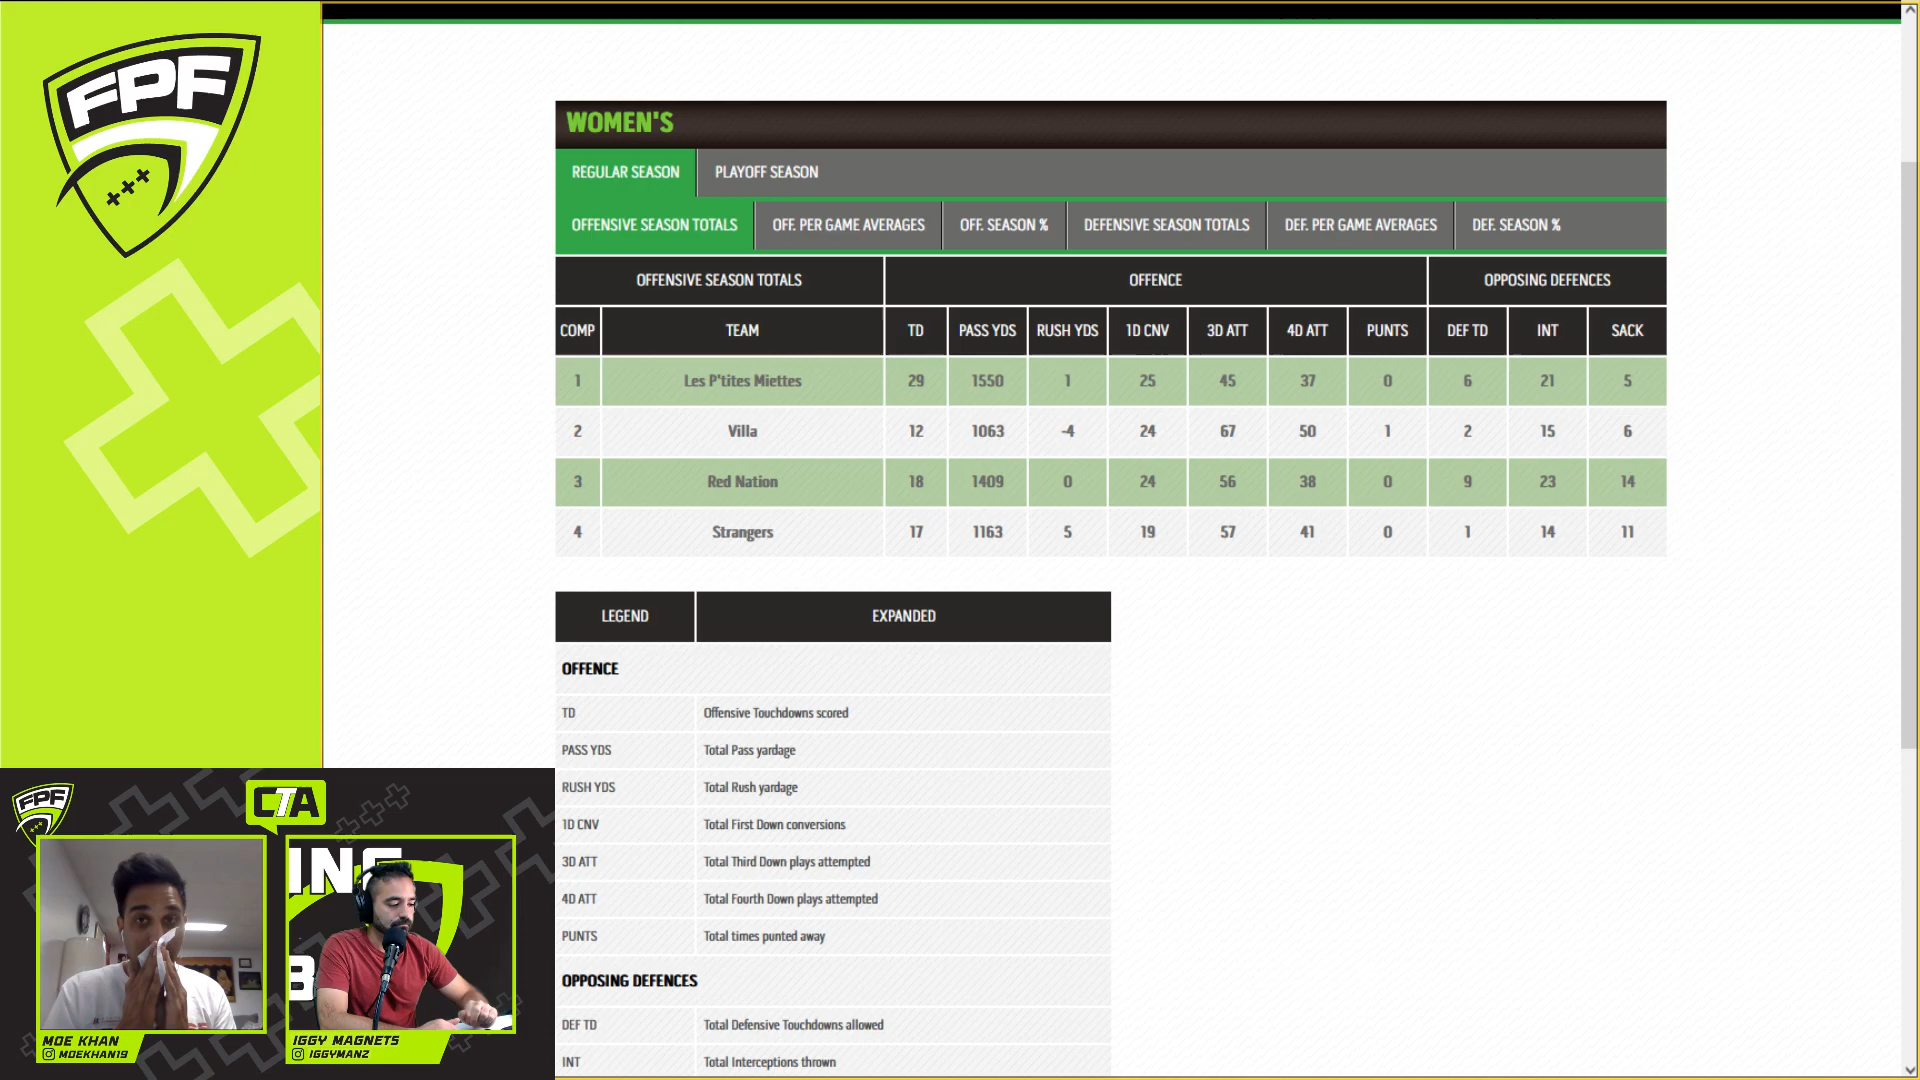 FPF
WOMEN'S
REGULAR SEASON PLAYOFF SEASON
OFFENSIVE SEASON TOTALS OFF. PER GAME AVERAGES OFF. SEASON % DEFENSIVE SEASON TOTALS DEF. PER GAME AVERAGES DEF. SEASON %
OFFENSIVE SEASON TOTALS OFFENCE OPPOSING DEFENCES
COMP TEAM TD PASS YDS RUSH YDS 1D CNV 3D ATT 4D ATT PUNTS DEF TD INT SACK
1 Les P'tites Miettes 29 1550 1 25 45 37 0 6 21 5
2 Villa 12 1063 -4 24 67 50 1 2 15 6
3 Red Nation 18 1409 0 24 56 38 0 9 23 14
4 Strangers 17 1163 5 19 57 41 0 1 14 11
LEGEND EXPANDED
OFFENCE
TD Offensive Touchdowns scored
PASS YDS Total Pass yardage
RUSH YDS Total Rush yardage
1D CNV Total First Down conversions
3D ATT Total Third Down plays attempted
4D ATT Total Fourth Down plays attempted
PUNTS Total times punted away
OPPOSING DEFENCES
DEF TD Total Defensive Touchdowns allowed
INT Total Interceptions thrown
FPF
CTA
ING
B
MOE KHAN
MOEKHAN19
IGGY MAGNETS
IGGYMANZ